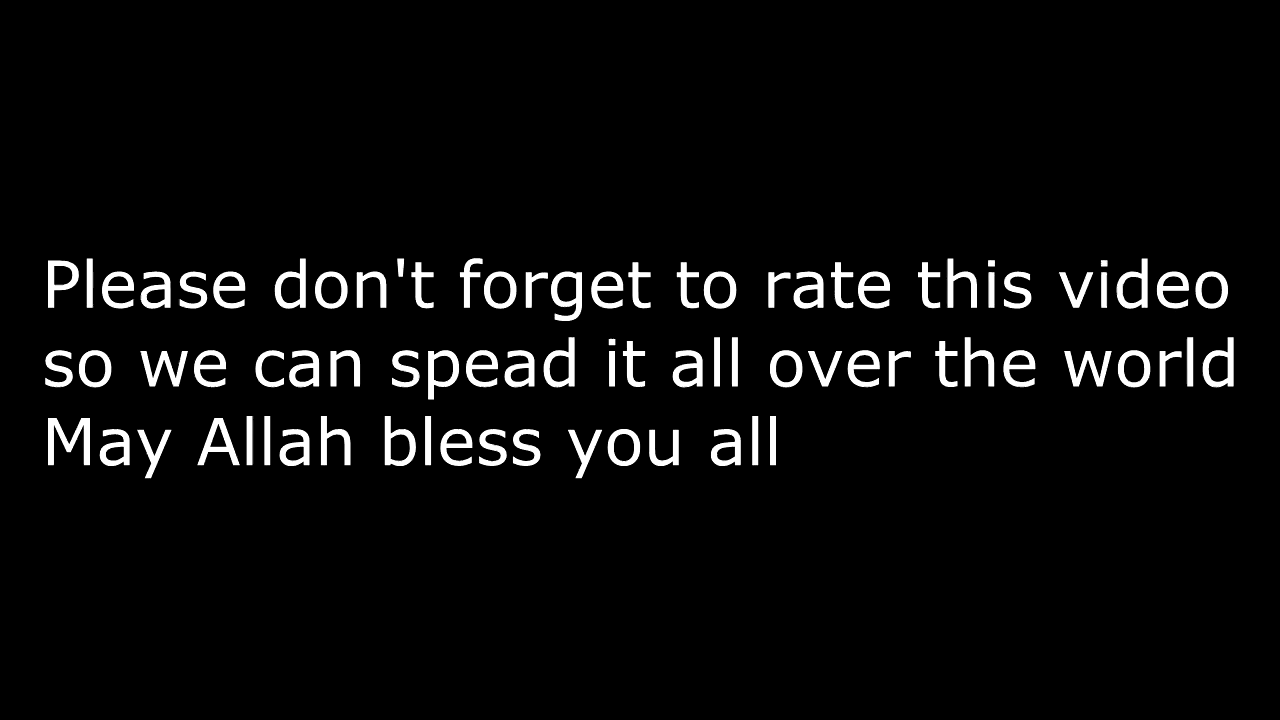 Please don't forget to rate this video
so we can spead it all over the world
May Allah bless you all